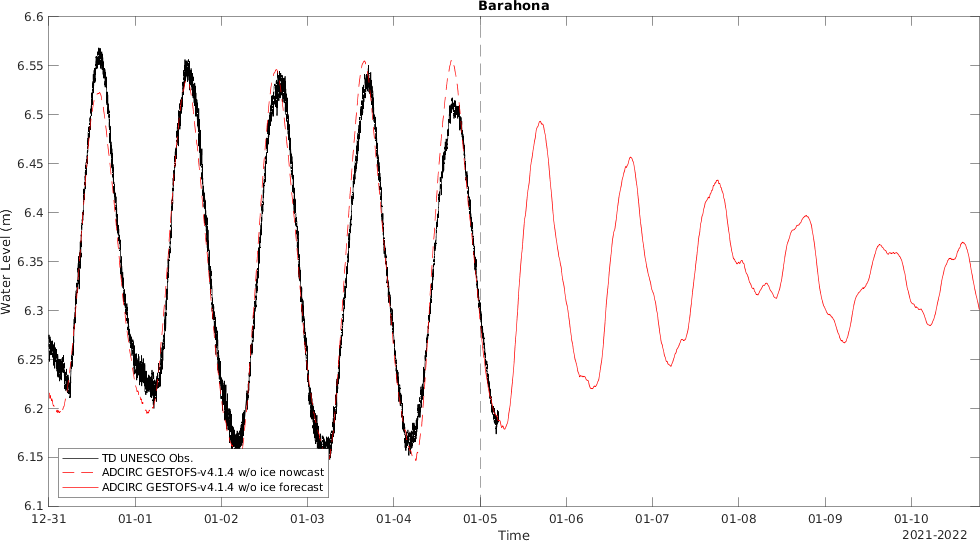 Barahona
6.6
6.55
6.5
6.45
6.4
6.35
6.3
6.25
6.2
6.15
6.1
Water Level (m)
TD UNESCO Obs.
ADCIRC GESTOFS-v4.1.4 w/o ice nowcast
ADCIRC GESTOFS-v4.1.4 w/o ice forecast
12-31 01-01 01-02 01-03 01-04 01-05 01-06 01-07 01-08 01-09 01-10
Time
2021-2022